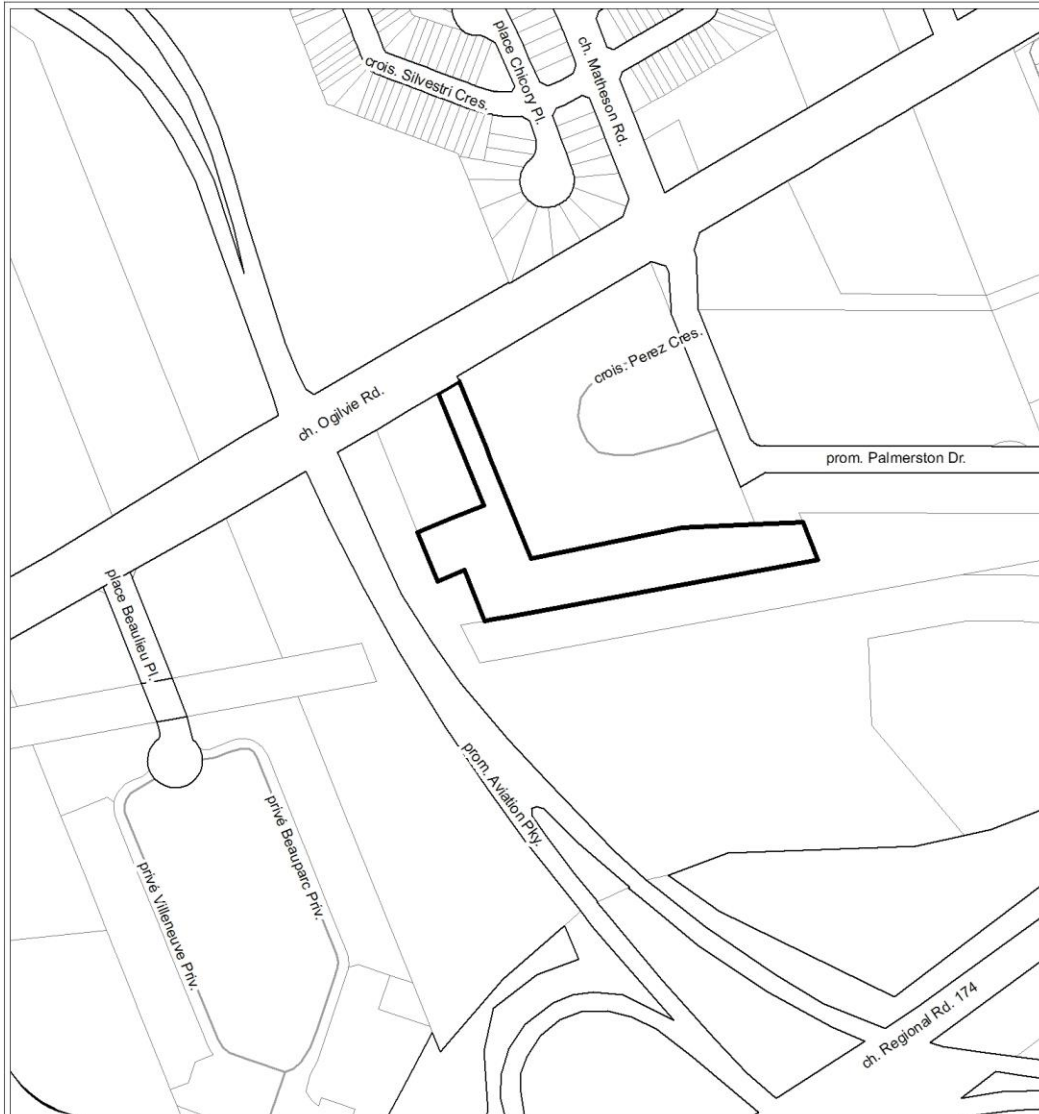 place Chicory Pl.
ch. Matheson Rd.
crois. Silvestri Cres.
crois. Perez Cres.
ch. Ogilvie Rd.
prom. Palmerston Dr.
place Beaulieu Pl.
prom. Aviation Pky.
privé Beauparc Priv.
privé Villeneuve Priv.
ch. Regional Rd. 174